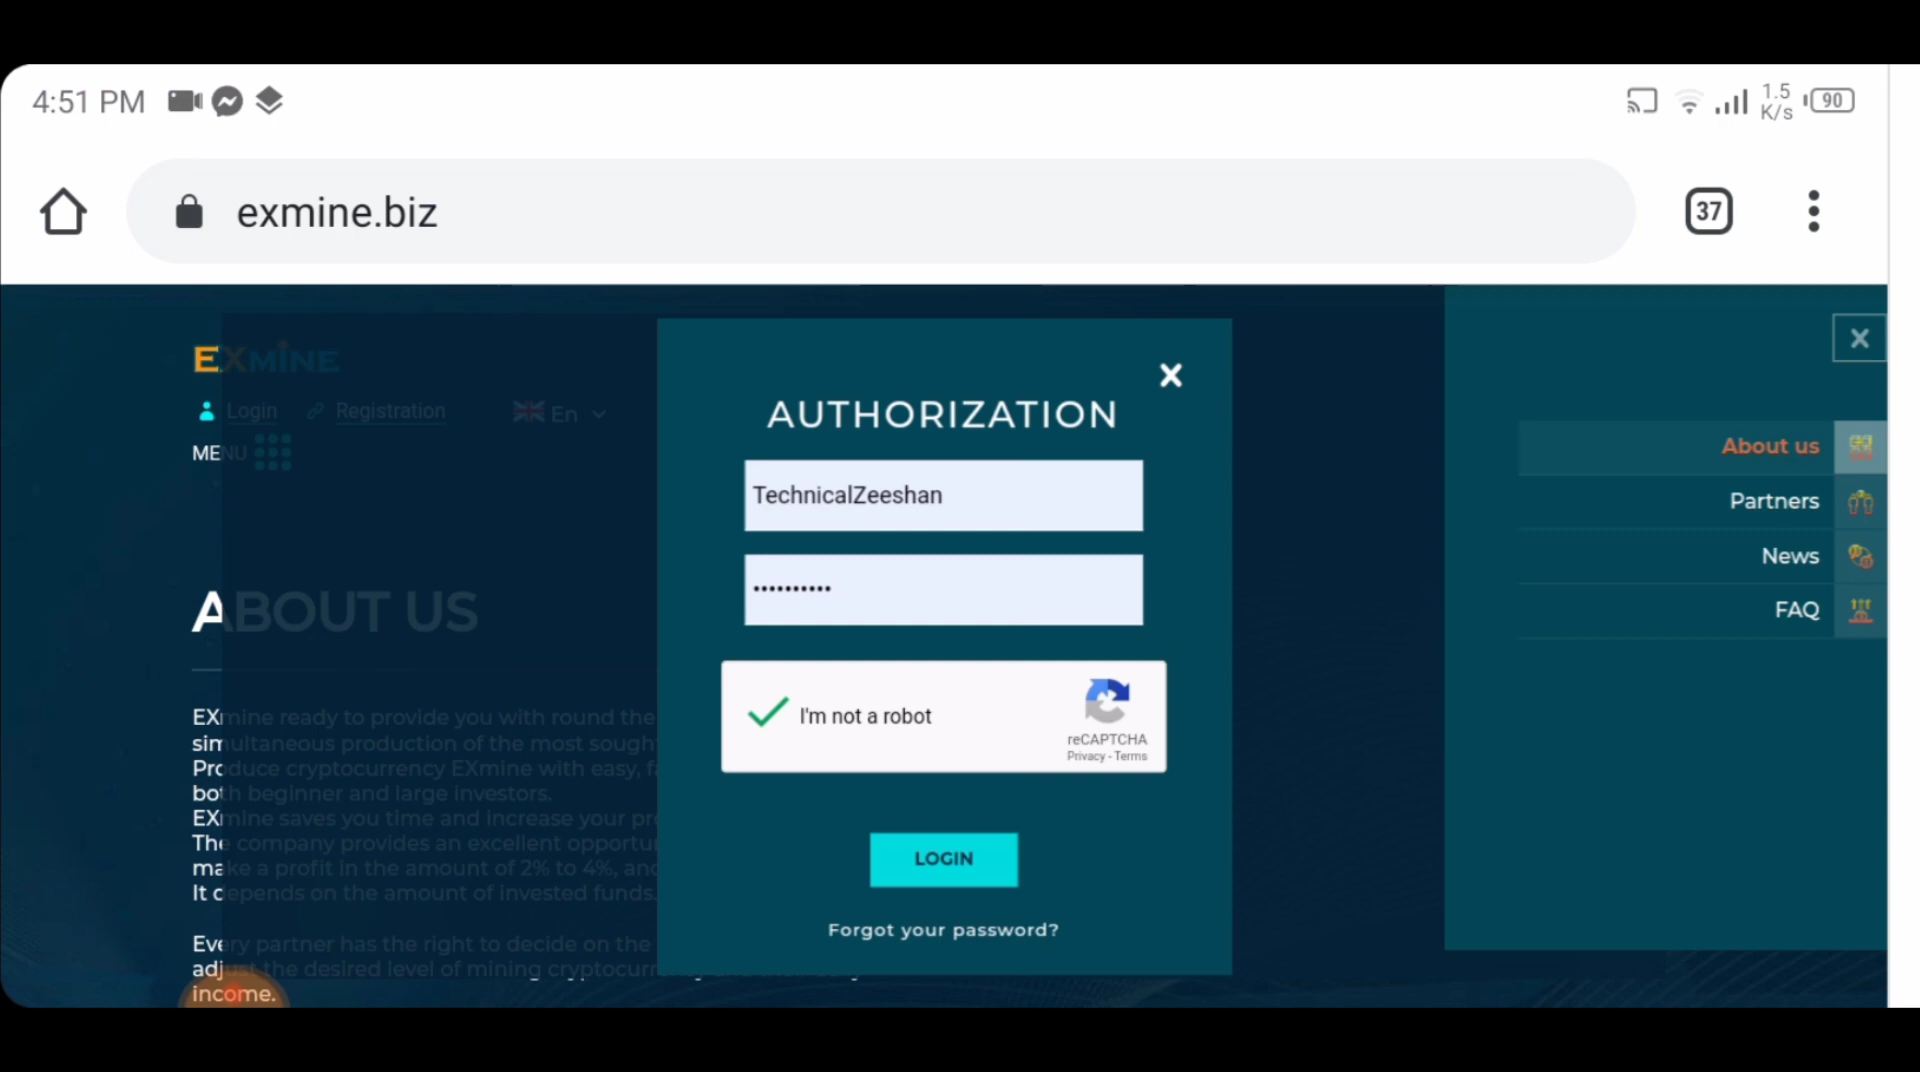 4:51 PM
1.5
K/s
90
exmine.biz
37
EXMINE
Login
Registration
En
MENU
ABOUT US
EXmine ready to provide you with round the
simultaneous production of the most sough
Produce cryptocurrency EXmine with easy, fa
both beginner and large investors.
EXmine saves you time and increase your pr
The company provides an excellent opportu
make a profit in the amount of 2% to 4%, and
It depends on the amount of invested funds.
Every partner has the right to decide on the
adjust the desired level of mining cryptocurr
income.
AUTHORIZATION
TechnicalZeeshan
••••••••••
I'm not a robot
reCAPTCHA
Privacy - Terms
LOGIN
Forgot your password?
About us
Partners
News
FAQ